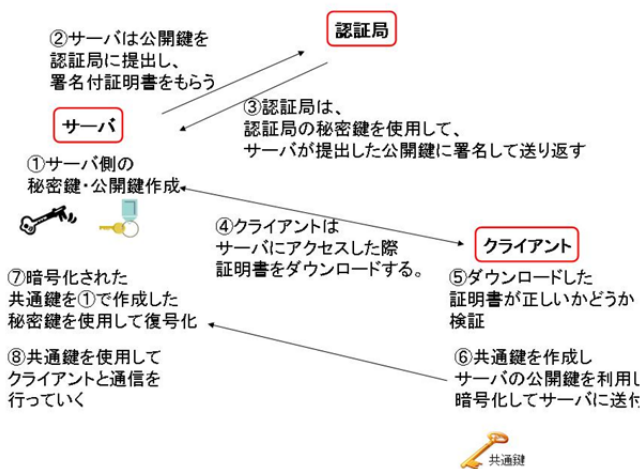 ②サーバは公開鍵を
認証局に提出し、
署名付証明書をもらう
認証局
③認証局は、
認証局の秘密鍵を使用して、
サーバが提出した公開鍵に署名して送り返す
サーバ
①サーバ側の
秘密鍵・公開鍵作成
④クライアントは
サーバにアクセスした際
証明書をダウンロードする。
クライアント
⑤ダウンロードした
証明書が正しいかどうか
検証
⑥共通鍵を作成し
サーバの公開鍵を利用し
暗号化してサーバに送付
⑦暗号化された
共通鍵を①で作成した
秘密鍵を使用して復号化
⑧共通鍵を使用して
クライアントと通信を
行っていく
共通鍵